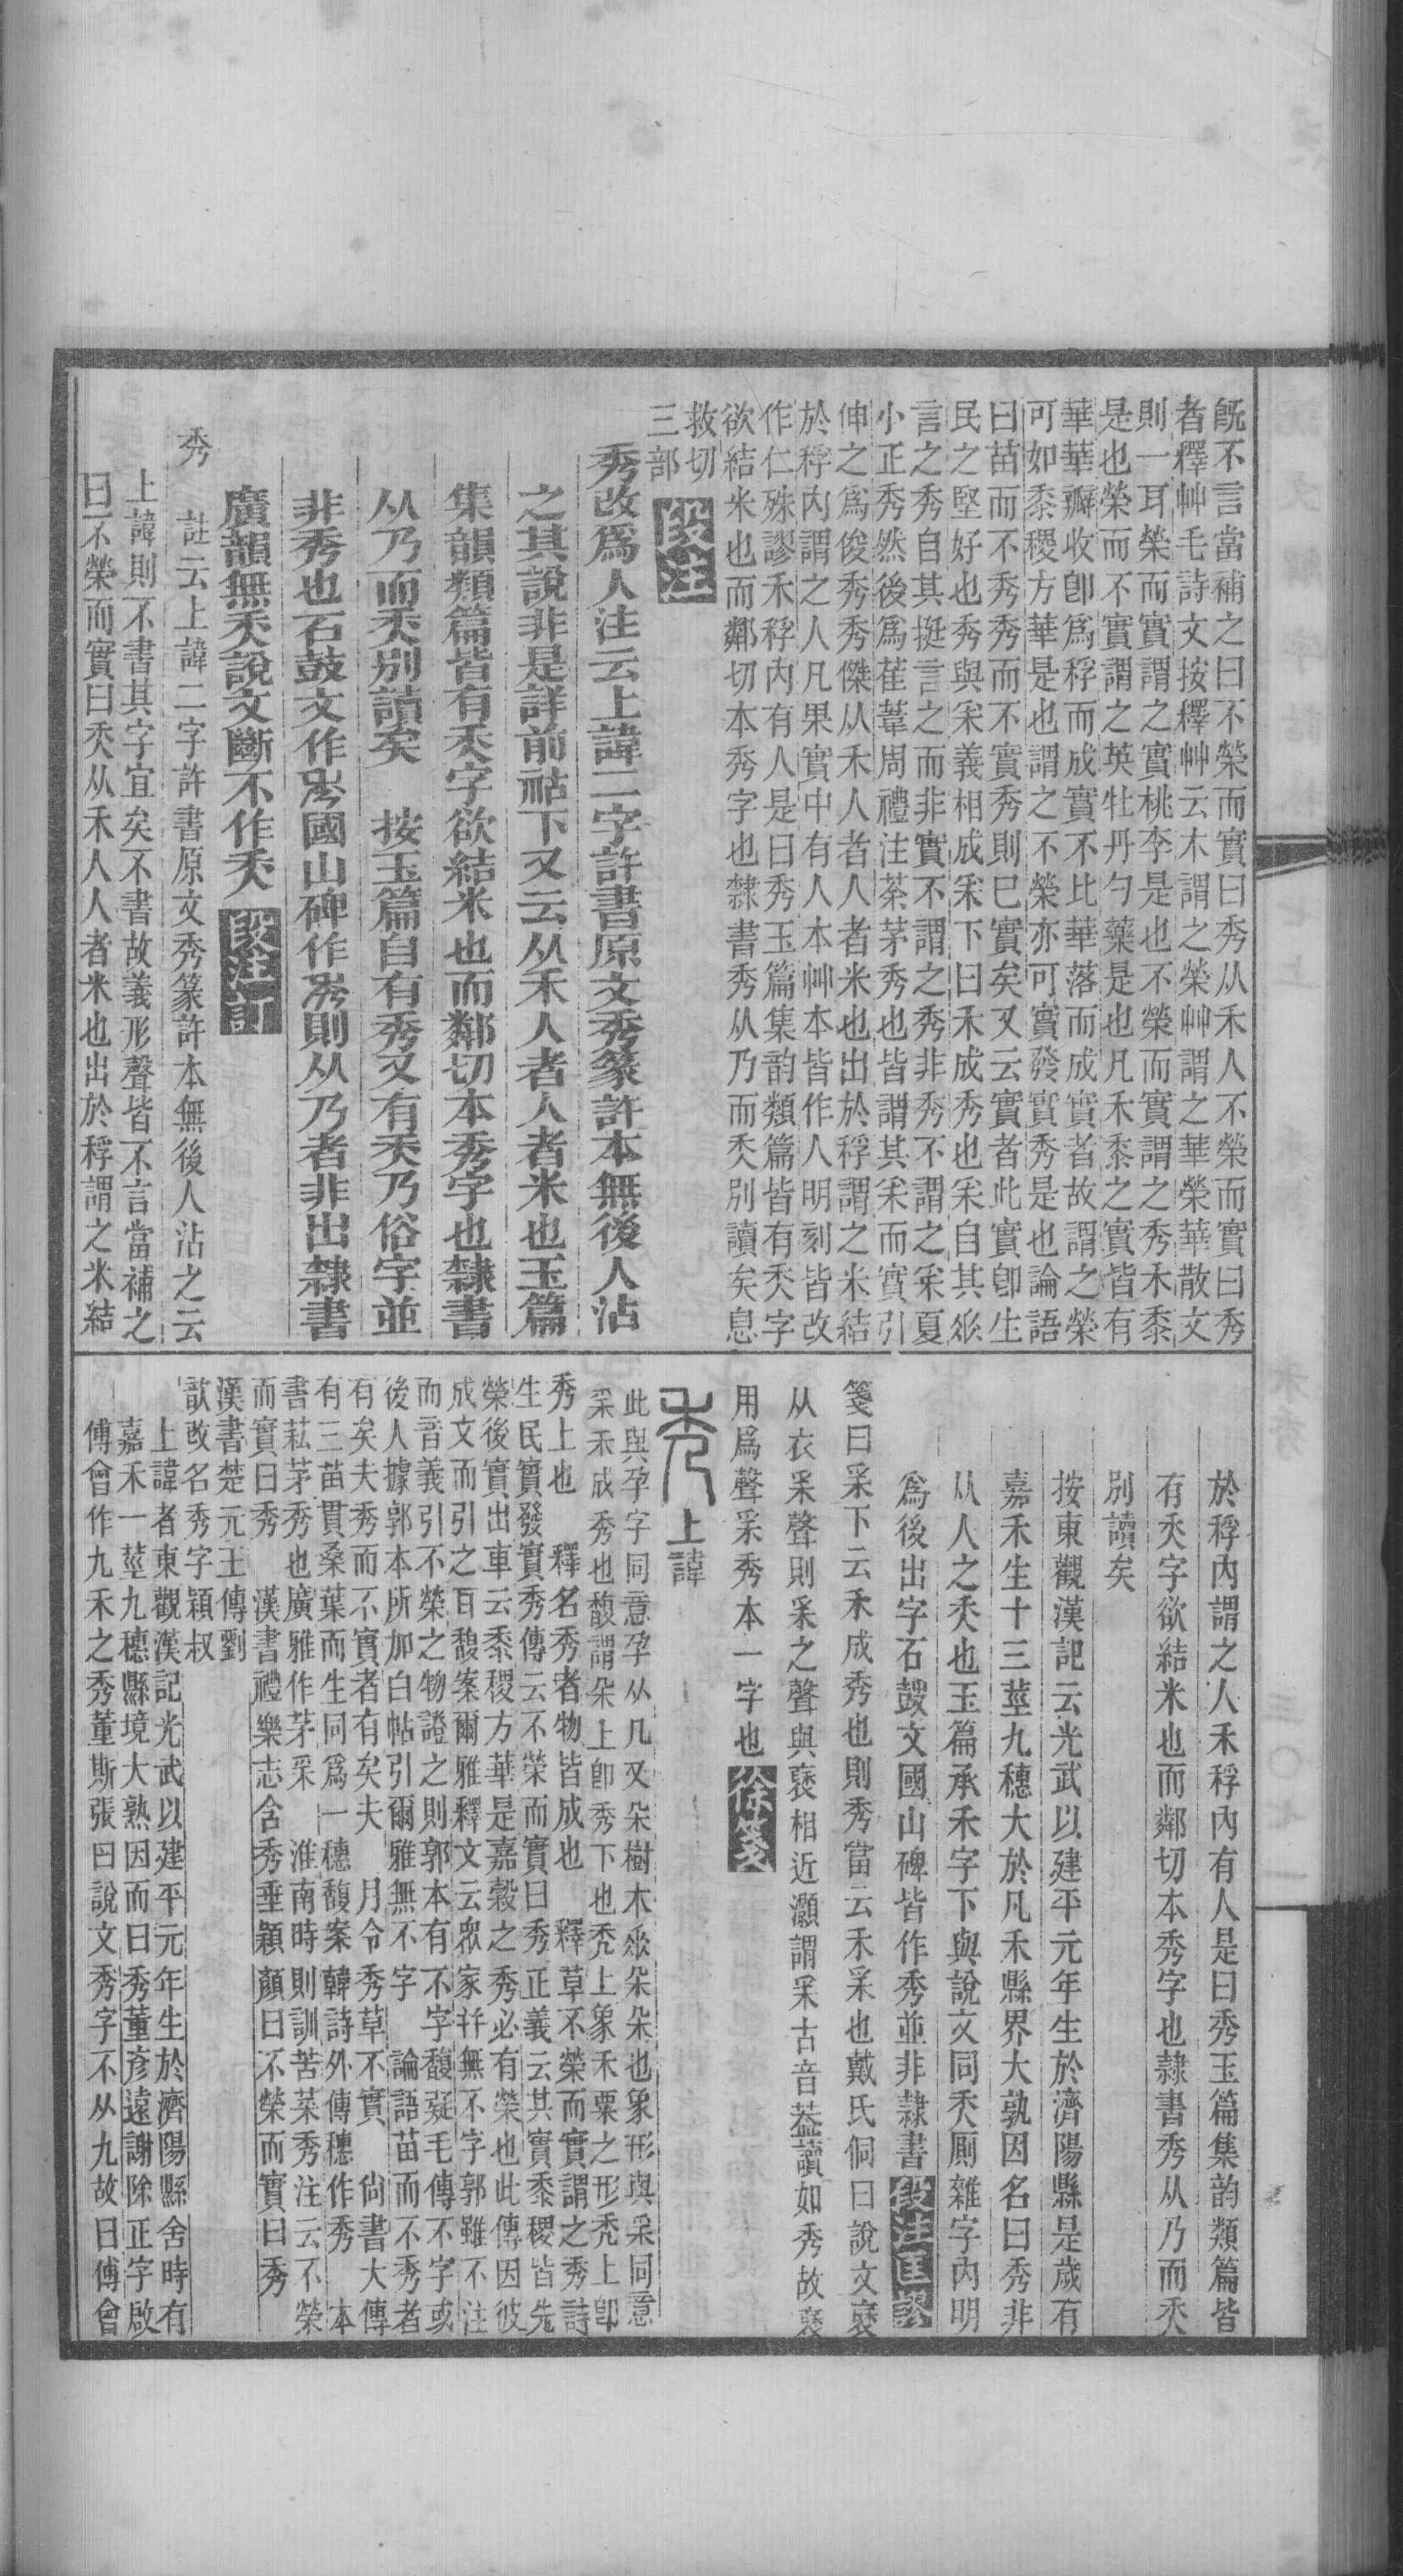 旣不言當補之曰不榮而實曰秀从禾人不榮而實曰秀
者釋艸毛詩文按釋艸云木謂之榮艸謂之華榮華散文
則一耳榮而實謂之實桃李是也不榮而實謂之秀禾黍
是也榮而不實謂之英牡丹勺藥是也凡禾黍之實皆有
華華瓣收卽爲稃而成實不比華落而成實者故謂之榮
可如黍稷方華是也謂之不榮亦可實發實秀是也論語
曰苗而不秀秀而不實秀則已實矣又云實者此實卽生
民之堅好也秀與采義相成采下曰禾成秀也采自其𠂢
言之秀自其挺言之而非實不謂之秀非秀不謂之采夏
小正秀然後爲萑葦周禮注荼茅秀也皆謂其采而實引
伸之爲俊秀秀傑从禾人者人者米也出於稃謂之米結
於稃內謂之人凡果實中有人本艸本皆作人明刻皆改
作仁殊謬禾稃內有人是曰秀玉篇集韵類篇皆有秂字
欲結米也而鄰切本秀字也隸書秀从乃而秂別讀矣息
救切
三部 段注
秀改爲人注云上諱二字許書原文秀篆許本無後人沾
之其說非是詳前祜下又云从禾人者人者米也玉篇
集韻類篇皆有秂字欲結米也而鄰切本秀字也隸書
从乃而秂別讀矣 按玉篇自有秀又有秂乃俗字並
非秀也石鼓文作秀國山碑作秀則从乃者非出隸書
廣韻無秂說文斷不作秂 段注訂
秀 註云上諱二字許書原文秀篆許本無後人沾之云
上諱則不書其字宜矣不書故義形聲皆不言當補之
曰不榮而實曰秂从禾人人者米也出於稃謂之米結
於稃內謂之人禾稃內有人是曰秀玉篇集韵類篇皆
有秂字欲結米也而鄰切本秀字也隸書秀从乃而秂
別讀矣
按東觀漢記云光武以建平元年生於濟陽縣是歲有
嘉禾生十三莖九穗大於凡禾縣界大孰因名曰秀非
从人之秂也玉篇承禾字下與說文同秂厠雜字內明
爲後出字石鼓文國山碑皆作秀並非隸書 段注匡謬
箋曰采下云禾成秀也則秀當云禾采也戴氏侗曰說文褎
从衣采聲則采之聲與褎相近灝謂采古音葢讀如秀故褎
用爲聲采秀本一字也 徐箋
秀 上諱
此與孕字同意孕从几又朵樹木𠂢朵朵也象形與采同意
采禾成秀也馥謂朵上卽秀下也禿上象禾粟之形禿上卽
秀上也 釋名秀者物皆成也 釋草不榮而實謂之秀詩
生民實發實秀傳云不榮而實曰秀正義云其實黍稷皆先
榮後實出車云黍稷方華是嘉穀之秀必有榮也此傳因彼
成文而引之百馥案爾雅釋文云眾家幷無不字郭雖不注
而音義引不榮之物證之則郭本有不字馥疑毛傳不字或
後人據郭本所加白帖引爾雅無不字 論語苗而不秀者
有矣夫秀而不實者有矣夫 月令秀草不實 尙書大傳
有三苗貫桑葉而生同爲一穗馥案韓詩外傳穗作秀 本
書䔑茅秀也廣雅作茅采 淮南時則訓苦菜秀注云不榮
而實曰秀 漢書禮樂志含秀垂穎顏曰不榮而實曰秀
漢書楚元王傳劉
歆改名秀字穎叔
上諱者東觀漢記光武以建平元年生於濟陽縣舍時有
嘉禾一莖九穗縣境大熟因而曰秀董彥遠謝除正字啟
傅會作九禾之秀董斯張曰說文秀字不从九故曰傅會